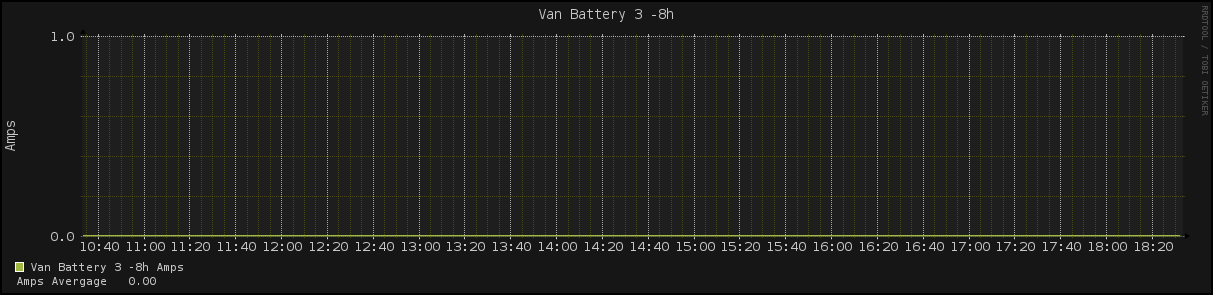 Van Battery 3 -8h
RRDTOOL / TOBI OETIKER
1.0
Amps
0.0
10:40 11:00 11:20 11:40 12:00 12:20 12:40 13:00 13:20 13:40 14:00 14:20 14:40 15:00 15:20 15:40 16:00 16:20 16:40 17:00 17:20 17:40 18:00 18:20
Van Battery 3 -8h Amps
Amps Avergage 0.00